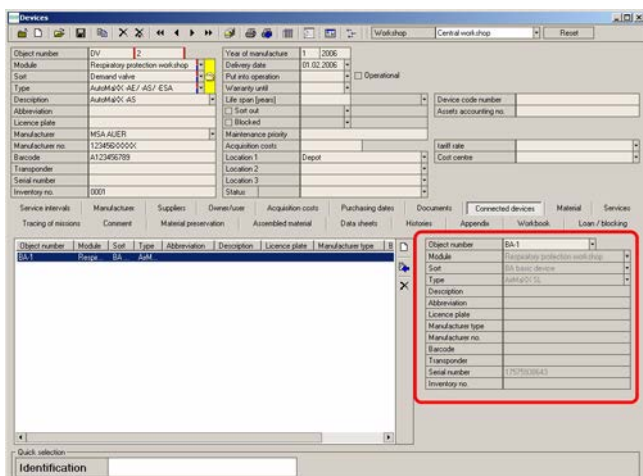 Devices
Workshop Central workshop Reset
Object number DV 2
Module Respiratory protection workshop
Sort Demand valve
Type AutoMaXX-AE/ -AS/ -ESA
Description AutoMaXX-AS
Abbreviation
Licence plate
Manufacturer MSA AUER
Manufacturer no.
Barcode A123456789
Transponder
Serial number
Inventory no. 0001
Year of manufacture 1 2006
Delivery date 01.02.2006
Put into operation Operational
Warranty until
Life span [years]
Sort out
Blocked
Maintenance priority
Acquisition costs
Location 1 Depot
Location 2
Location 3
Status
Device code number
Assets accounting no.
tariff rate
Cost centre
Service intervals Manufacturer Suppliers Owner/user Acquisition costs Purchasing dates Documents Connected devices Material Services
Tracing of missions Comment Material preservation Assembled material Data sheets Histories Appendix Workbook Loan / blocking
Object number Module Sort Type Abbreviation Description Licence plate Manufacturer type B
BA-1 Respi... BA ... AirM...
Object number BA-1
Module Respiratory protection workshop
Sort BA basic device
Type AirMaXX SL
Description
Abbreviation
Licence plate
Manufacturer type
Manufacturer no.
Barcode
Transponder
Serial number
Inventory no.
Quick selection
Identification